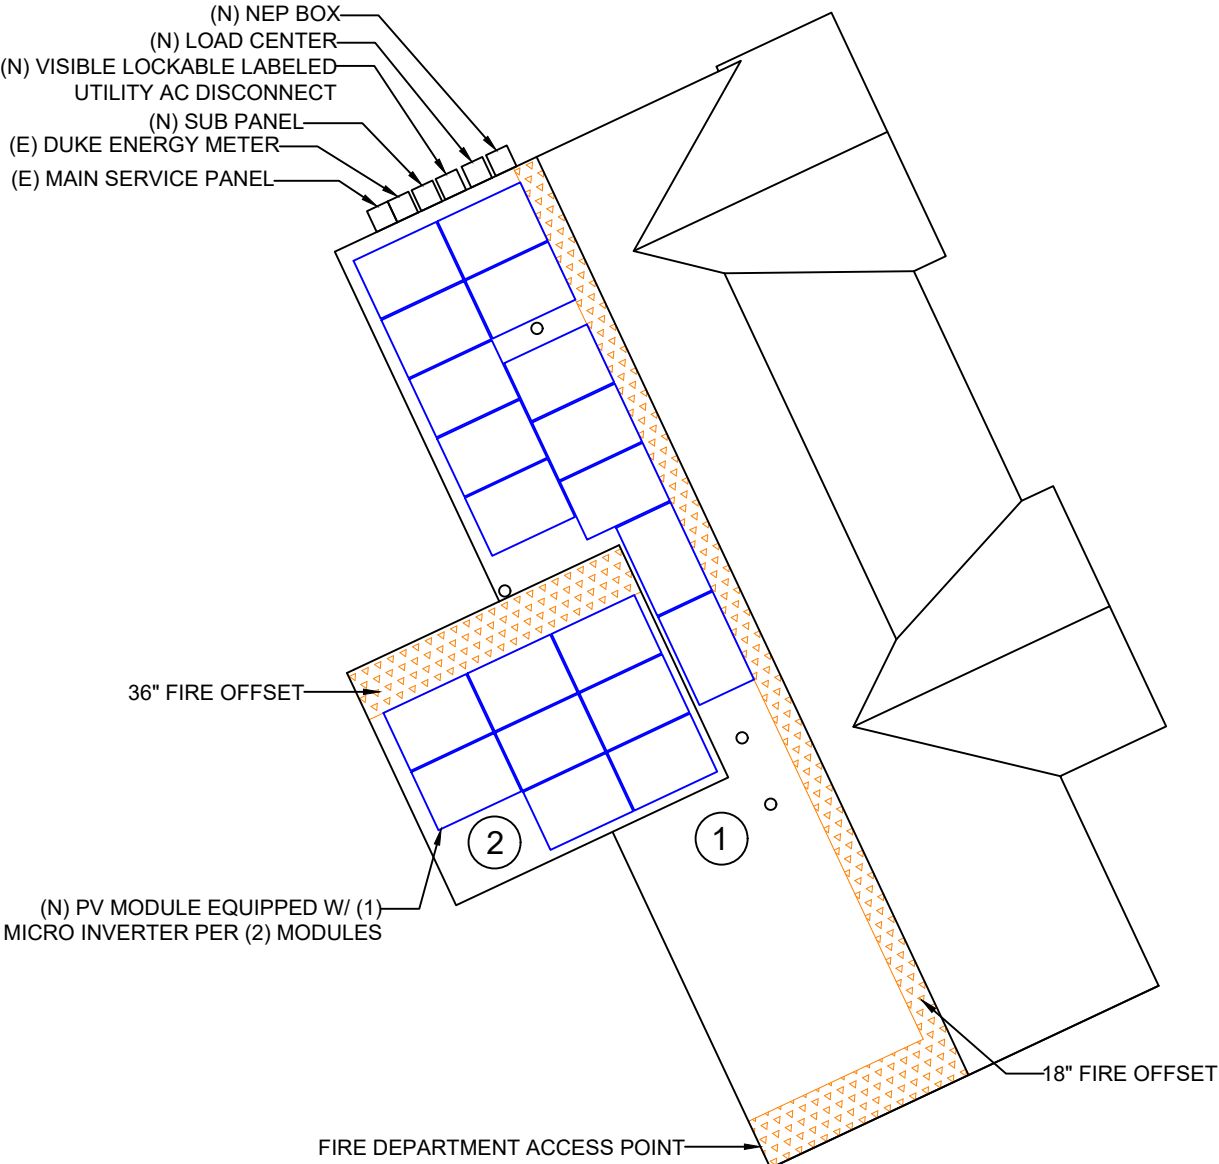 (N) NEP BOX
(N) LOAD CENTER
(N) VISIBLE LOCKABLE LABELED
UTILITY AC DISCONNECT
(N) SUB PANEL
(E) DUKE ENERGY METER
(E) MAIN SERVICE PANEL
36" FIRE OFFSET
2
1
(N) PV MODULE EQUIPPED W/ (1)
MICRO INVERTER PER (2) MODULES
18" FIRE OFFSET
FIRE DEPARTMENT ACCESS POINT